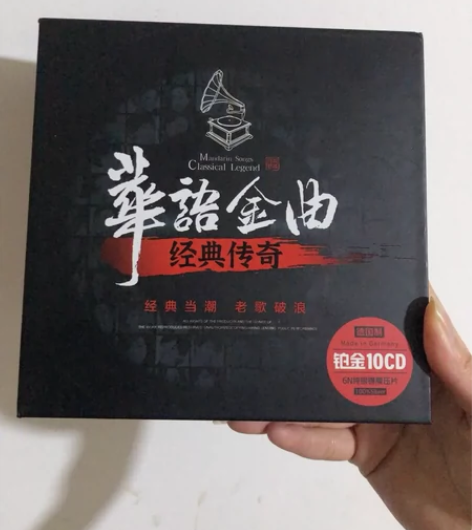 Mandarin Songs
Classical Legend
華語金曲
经典传奇
经典当潮 老歌破浪
德国制
Made in Germany
铂金10CD